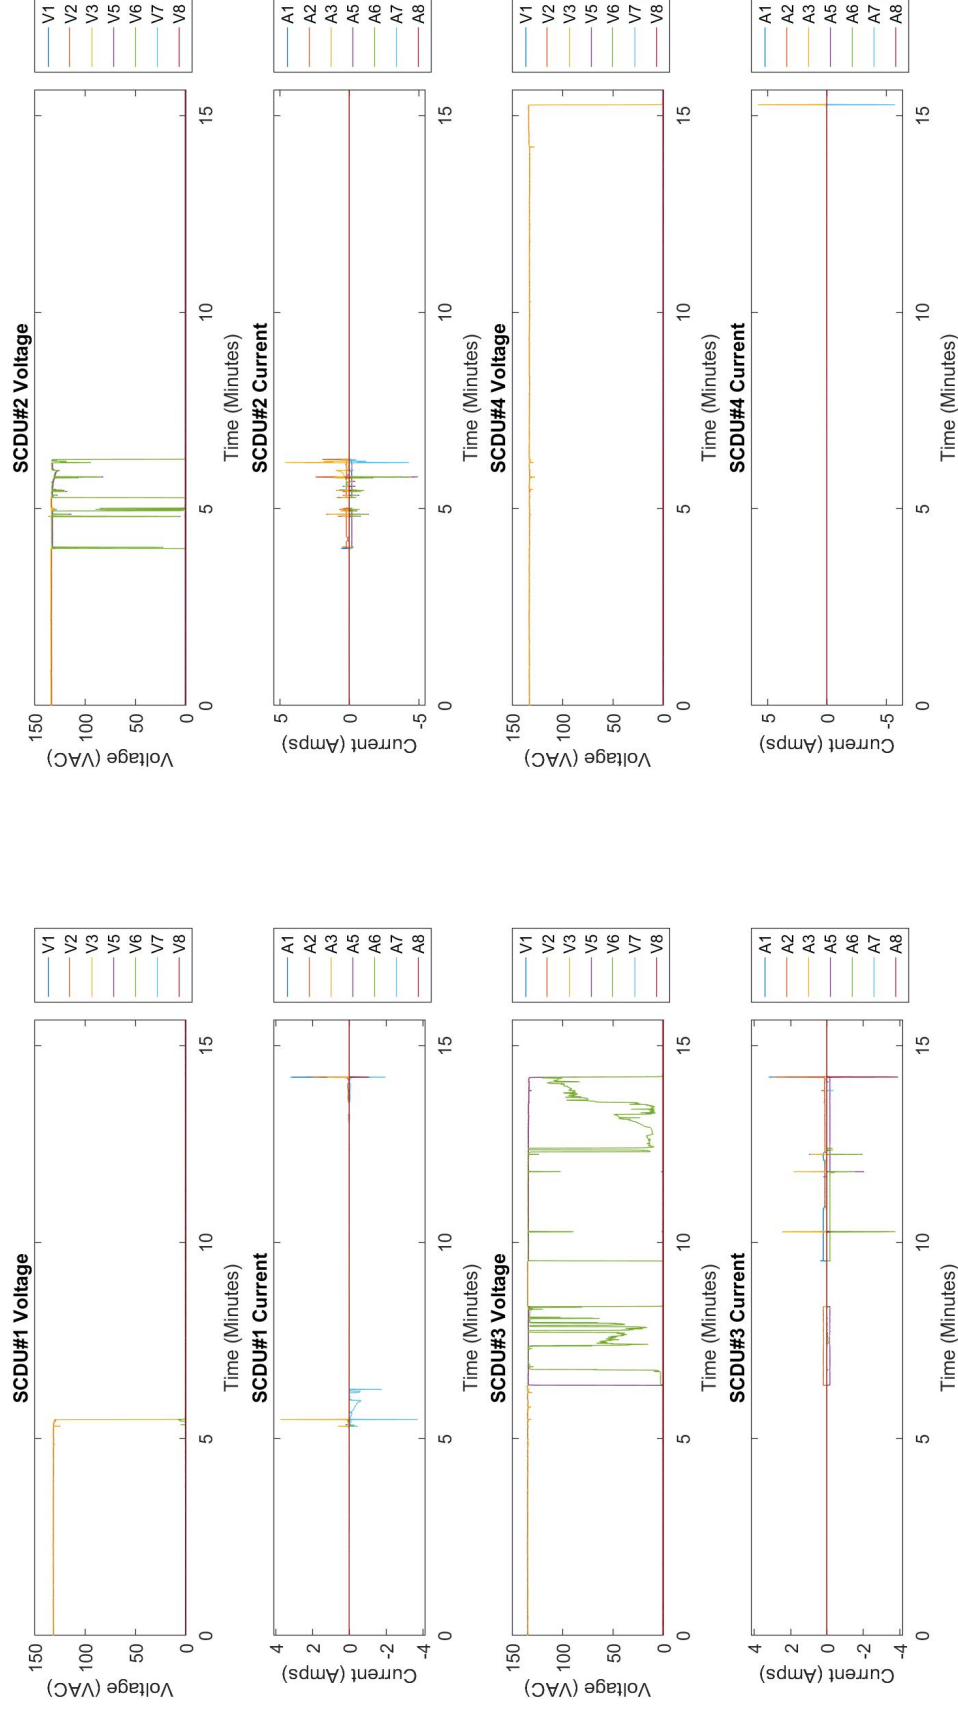 SCDU#1 Voltage
Voltage (VAC)
150
100
50
0
0
5
10
15
Time (Minutes)
V1
V2
V3
V5
V6
V7
V8
SCDU#2 Voltage
Voltage (VAC)
150
100
50
0
0
5
10
15
Time (Minutes)
V1
V2
V3
V5
V6
V7
V8
SCDU#1 Current
Current (Amps)
4
2
0
-2
-4
0
5
10
15
Time (Minutes)
A1
A2
A3
A5
A6
A7
A8
SCDU#2 Current
Current (Amps)
5
0
-5
0
5
10
15
Time (Minutes)
A1
A2
A3
A5
A6
A7
A8
SCDU#3 Voltage
Voltage (VAC)
150
100
50
0
0
5
10
15
Time (Minutes)
V1
V2
V3
V5
V6
V7
V8
SCDU#4 Voltage
Voltage (VAC)
150
100
50
0
0
5
10
15
Time (Minutes)
V1
V2
V3
V5
V6
V7
V8
SCDU#3 Current
Current (Amps)
4
2
0
-2
-4
0
5
10
15
Time (Minutes)
A1
A2
A3
A5
A6
A7
A8
SCDU#4 Current
Current (Amps)
5
0
-5
0
5
10
15
Time (Minutes)
A1
A2
A3
A5
A6
A7
A8